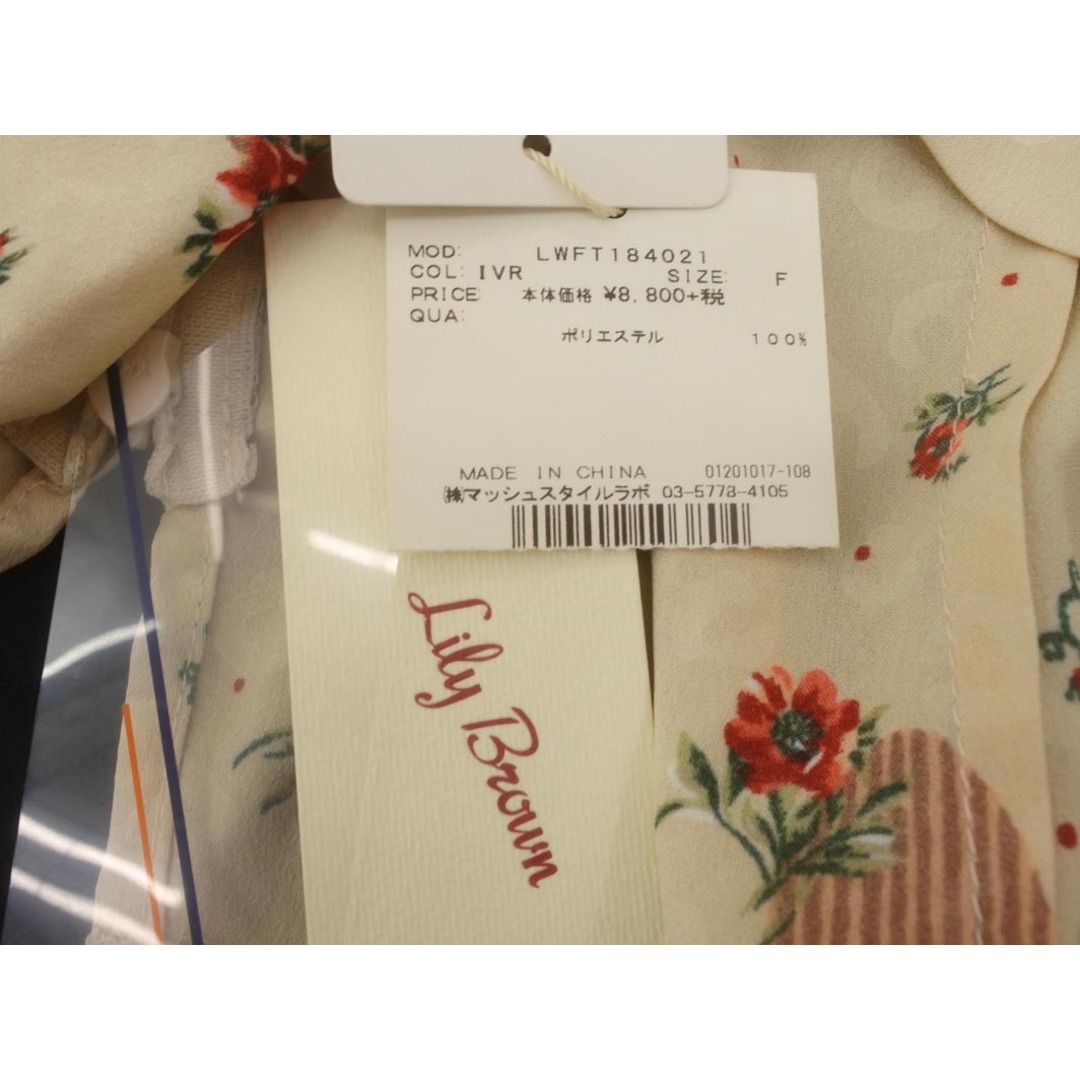 MOD: LWFT184021
COL: IVR SIZE: F
PRICE: 本体価格 ¥8,800+税
QUA:
ポリエステル 100%
MADE IN CHINA 01201017-108
㈱マッシュスタイルラボ 03-5778-4105
Lily Brown